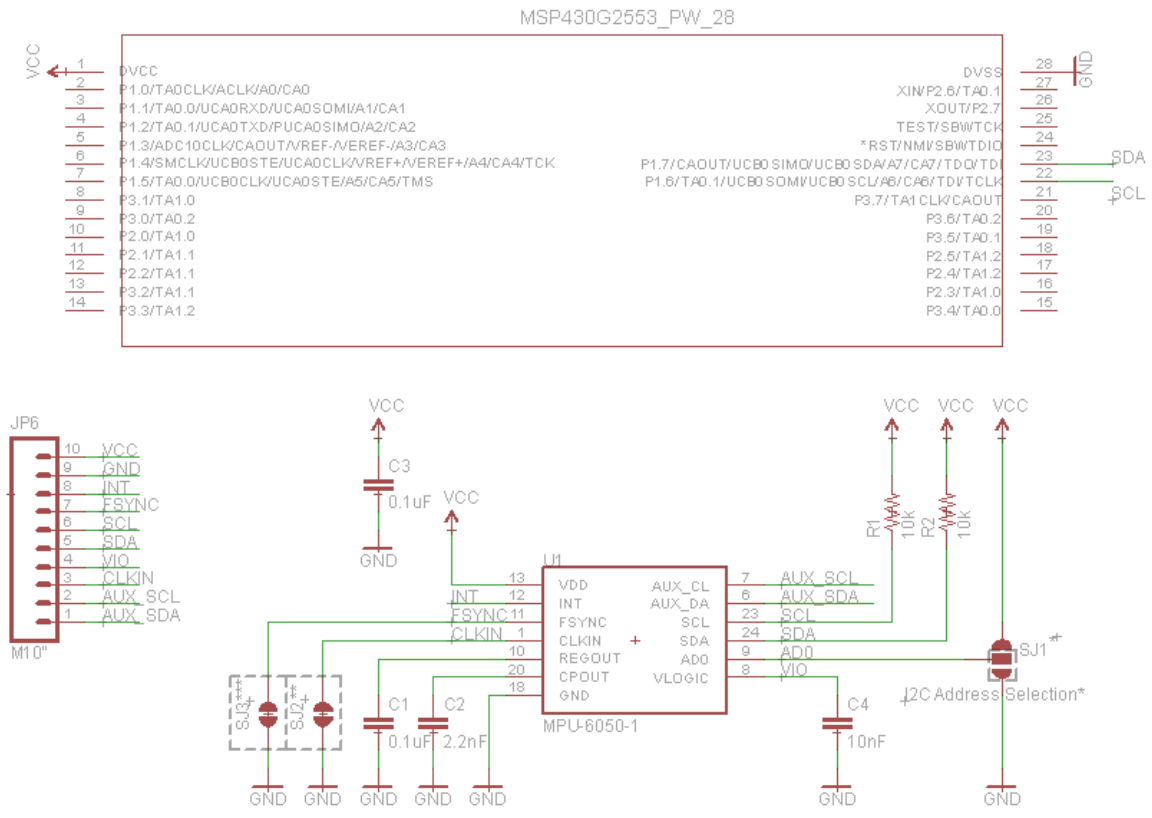 MSP430G2553_PW_28
VCC 1 DVCC
2 P1.0/TA0CLK/ACLK/A0/CA0
3 P1.1/TA0.0/UCA0RXD/UCA0SOMI/A1/CA1
4 P1.2/TA0.1/UCA0TXD/PUCA0SIMO/A2/CA2
5 P1.3/ADC10CLK/CAOUT/VREF-/VEREF-/A3/CA3
6 P1.4/SMCLK/UCB0STE/UCA0CLK/VREF+/VEREF+/A4/CA4/TCK
7 P1.5/TA0.0/UCB0CLK/UCA0STE/A5/CA5/TMS
8 P3.1/TA1.0
9 P3.0/TA0.2
10 P2.0/TA1.0
11 P2.1/TA1.1
12 P2.2/TA1.1
13 P3.2/TA1.1
14 P3.3/TA1.2
DVSS 28 GND
XIN/P2.6/TA0.1 27
XOUT/P2.7 26
TEST/SBWTCK 25
*RST/NMI/SBWTDIO 24
P1.7/CAOUT/UCB0SIMO/UCB0SDA/A7/CA7/TDO/TDI 23 SDA
P1.6/TA0.1/UCB0SOMI/UCB0SCL/A6/CA6/TDI/TCLK 22 SCL
P3.7/TA1CLK/CAOUT 21
P3.6/TA0.2 20
P3.5/TA0.1 19
P2.5/TA1.2 18
P2.4/TA1.2 17
P2.3/TA1.0 16
P3.4/TA0.0 15
JP6
10 VCC
9 GND
8 INT
7 FSYNC
6 SCL
5 SDA
4 VIO
3 CLKIN
2 AUX_SCL
1 AUX_SDA
M10"
VCC
C3
0.1uF
GND
VCC
U1
13 VDD
INT 12 INT
FSYNC 11 FSYNC
CLKIN 1 CLKIN
10 REGOUT
20 CPOUT
18 GND
AUX_CL 7 AUX_SCL
AUX_DA 6 AUX_SDA
SCL 23 SCL
SDA 24 SDA
AD0 9 AD0
VLOGIC 8 VIO
MPU-6050-1
VCC VCC VCC
R1 10k
R2 10k
SJ1*
I2C Address Selection*
SJ3***
SJ2**
C1
0.1uF
C2
2.2nF
C4
10nF
GND GND GND GND GND GND GND